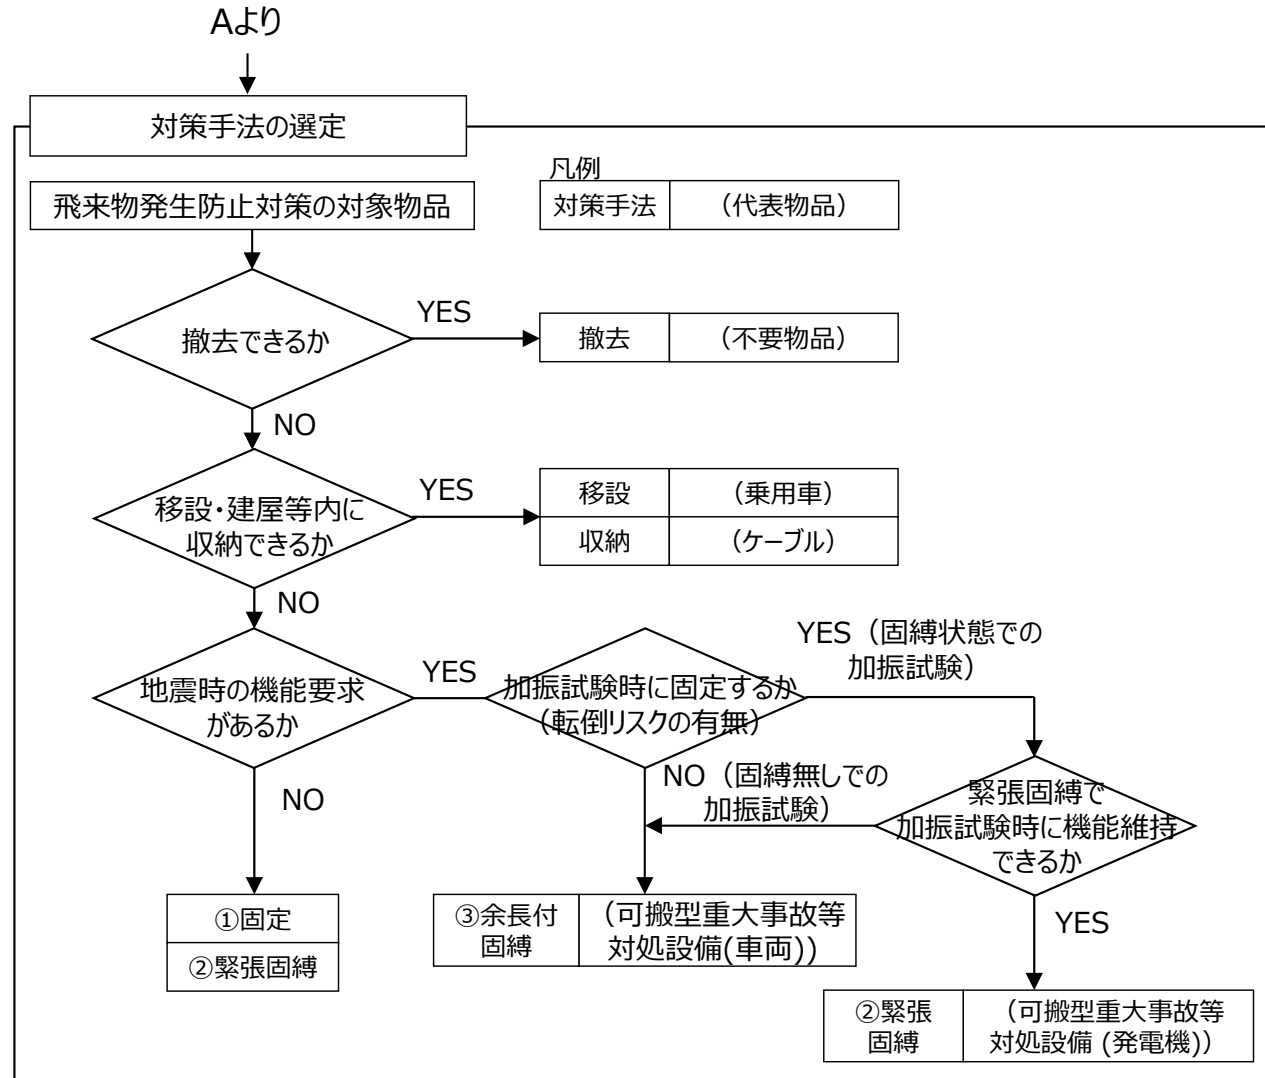 Aより
対策手法の選定
凡例
飛来物発生防止対策の対象物品
対策手法 （代表物品）
撤去できるか
YES
撤去 （不要物品）
NO
移設・建屋等内に
収納できるか
YES
移設 （乗用車）
収納 （ケーブル）
NO
地震時の機能要求
があるか
YES
加振試験時に固定するか
（転倒リスクの有無）
YES（固縛状態での
加振試験）
NO
NO（固縛無しでの
加振試験）
緊張固縛で
加振試験時に機能維持
できるか
①固定
②緊張固縛
③余長付
固縛
（可搬型重大事故等
対処設備(車両)）
YES
②緊張
固縛
（可搬型重大事故等
対処設備 (発電機)）